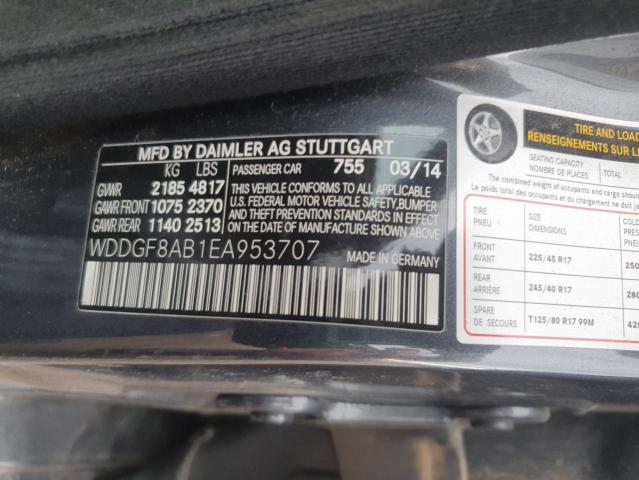 MFD BY DAIMLER AG STUTTGART
KG LBS PASSENGER CAR 755 03/14
GVWR 2185 4817
GAWR FRONT 1075 2370
GAWR REAR 1140 2513
THIS VEHICLE CONFORMS TO ALL APPLICABLE
U.S. FEDERAL MOTOR VEHICLE SAFETY, BUMPER
AND THEFT PREVENTION STANDARDS IN EFFECT
ON THE DATE OF MANUFACTURE SHOWN ABOVE.
WDDGF8AB1EA953707 MADE IN GERMANY
TIRE AND LOAD
RENSEIGNEMENTS SUR
SEATING CAPACITY
NOMBRE DE PLACES
TOTAL
The combined weight of occupants and cargo should
Le poids total des occupants et du chargement ne doit
TIRE
PNEU
SIZE
DIMENSIONS
COLD
FRONT
AVANT
225/45 R17
250
REAR
ARRIÈRE
245/40 R17
280
SPARE
DE SECOURS
T125/80 R17 99M
420